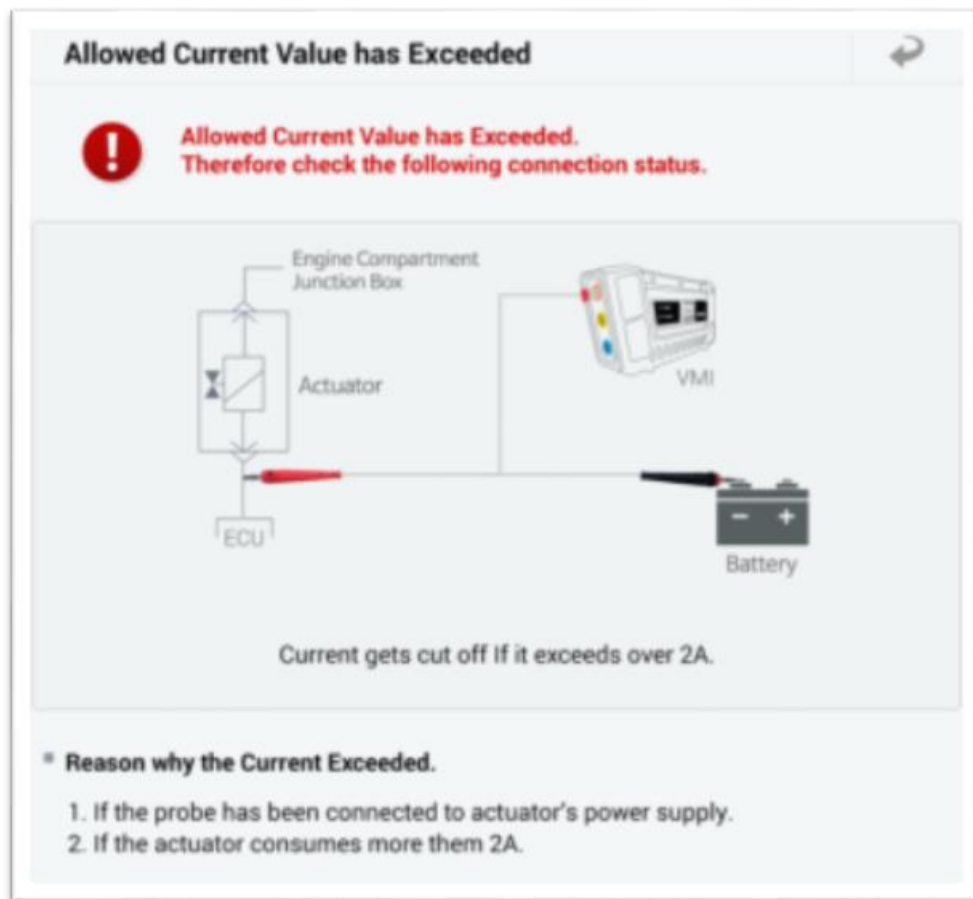 Allowed Current Value has Exceeded
Allowed Current Value has Exceeded.
Therefore check the following connection status.
Engine Compartment
Junction Box
Actuator
VMI
ECU
- +
Battery
Current gets cut off If it exceeds over 2A.
Reason why the Current Exceeded.
1. If the probe has been connected to actuator's power supply.
2. If the actuator consumes more them 2A.